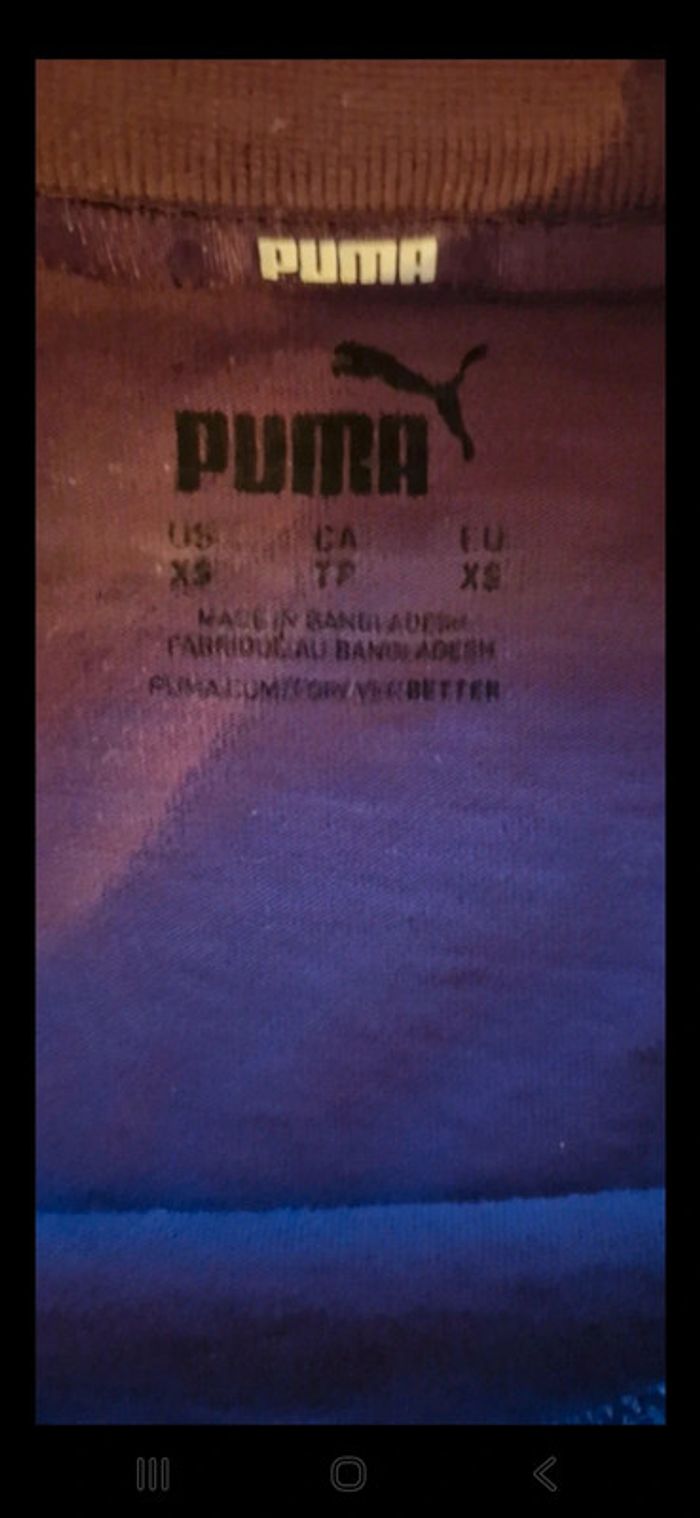 PUMA
PUMA
US CA EU
XS TP XS
MADE IN BANGLADESH
FABRIQUÉ AU BANGLADESH
PUMA.COM/FOREVERBETTER